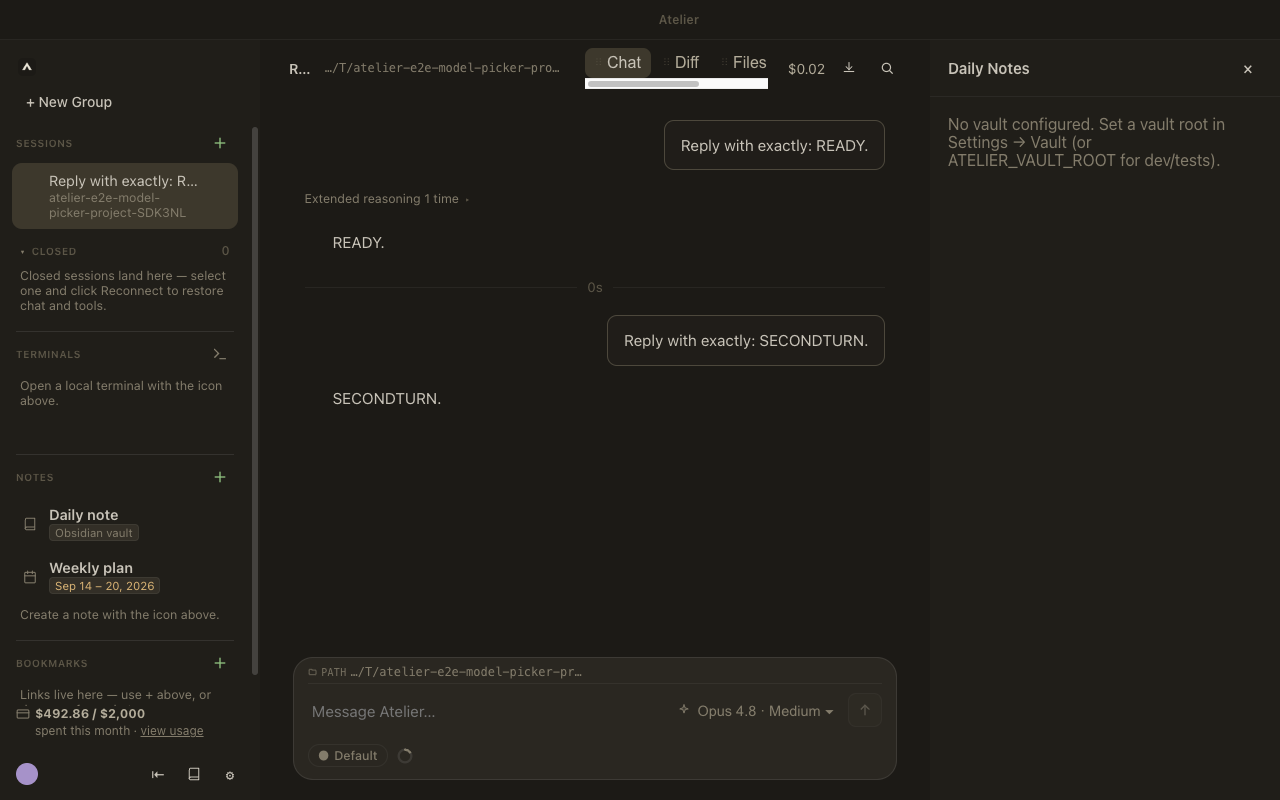 Atelier
+ New Group
SESSIONS
Reply with exactly: R...
atelier-e2e-model-
picker-project-SDK3NL
CLOSED 0
Closed sessions land here — select
one and click Reconnect to restore
chat and tools.
TERMINALS
Open a local terminal with the icon
above.
NOTES
Daily note
Obsidian vault
Weekly plan
Sep 14 – 20, 2026
Create a note with the icon above.
BOOKMARKS
Links live here — use + above, or
$492.86 / $2,000
spent this month · view usage
R... …/T/atelier-e2e-model-picker-pro…
Chat Diff Files
$0.02
Reply with exactly: READY.
Extended reasoning 1 time
READY.
0s
Reply with exactly: SECONDTURN.
SECONDTURN.
PATH …/T/atelier-e2e-model-picker-pr…
Message Atelier...
Opus 4.8 · Medium
Default
Daily Notes
No vault configured. Set a vault root in
Settings → Vault (or
ATELIER_VAULT_ROOT for dev/tests).